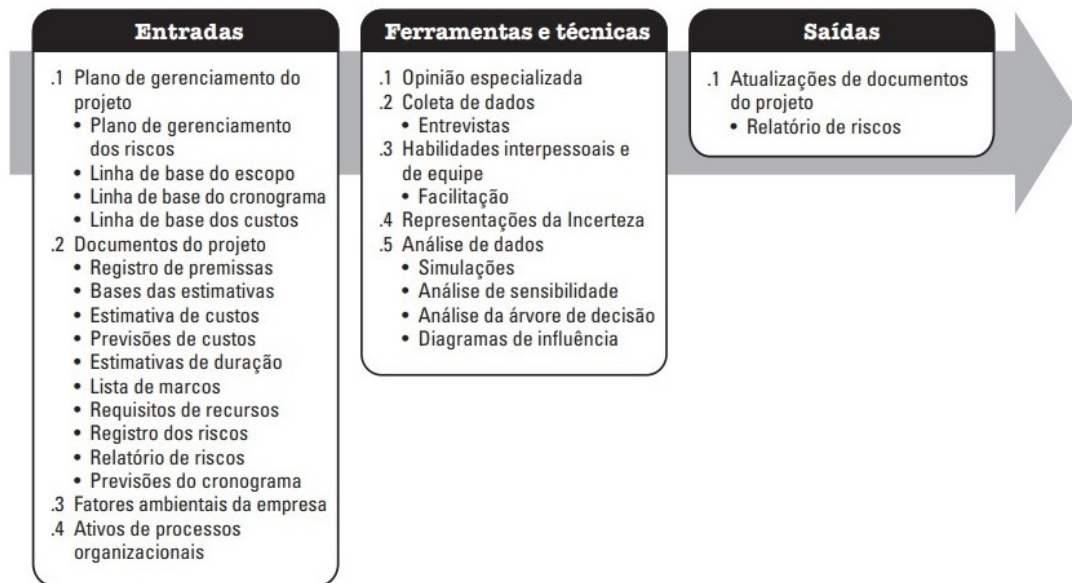 Entradas
.1 Plano de gerenciamento do
projeto
• Plano de gerenciamento
dos riscos
• Linha de base do escopo
• Linha de base do cronograma
• Linha de base dos custos
.2 Documentos do projeto
• Registro de premissas
• Bases das estimativas
• Estimativa de custos
• Previsões de custos
• Estimativas de duração
• Lista de marcos
• Requisitos de recursos
• Registro dos riscos
• Relatório de riscos
• Previsões do cronograma
.3 Fatores ambientais da empresa
.4 Ativos de processos
organizacionais
Ferramentas e técnicas
.1 Opinião especializada
.2 Coleta de dados
• Entrevistas
.3 Habilidades interpessoais e
de equipe
• Facilitação
.4 Representações da Incerteza
.5 Análise de dados
• Simulações
• Análise de sensibilidade
• Análise da árvore de decisão
• Diagramas de influência
Saídas
.1 Atualizações de documentos
do projeto
• Relatório de riscos